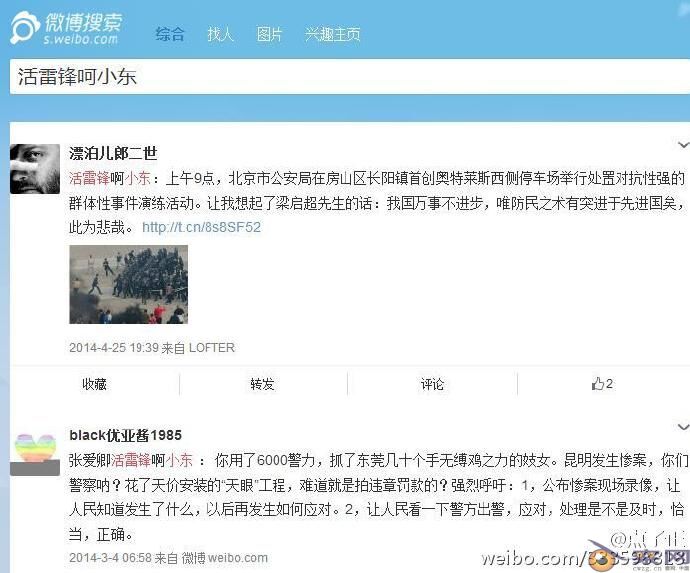 微博搜索
s.weibo.com
综合 找人 图片 兴趣主页
活雷锋呵小东
漂泊儿郎二世
活雷锋啊小东：上午9点，北京市公安局在房山区长阳镇首创奥特莱斯西侧停车场举行处置对抗性强的
群体性事件演练活动。让我想起了梁启超先生的话：我国万事不进步，唯防民之术有突进于先进国矣，
此为悲哉。 http://t.cn/8s8SF52
2014-4-25 19:39 来自 LOFTER
收藏 转发 评论 2
black优亚酱1985
张爱卿活雷锋啊小东 ：你用了6000警力，抓了东莞几十个手无缚鸡之力的妓女。昆明发生惨案，你们
警察呐？花了天价安装的“天眼”工程，难道就是拍违章罚款的？强烈呼吁：1，公布惨案现场录像，让
人民知道发生了什么，以后再发生如何应对。2，让人民看一下警方出警，应对，处理是不是及时，恰
当，正确。
2014-3-4 06:58 来自 微博 weibo.com